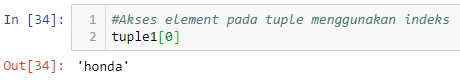 In [34]:
1 #Akses element pada tuple menggunakan indeks
2 tuple1[0]
Out[34]: 'honda'